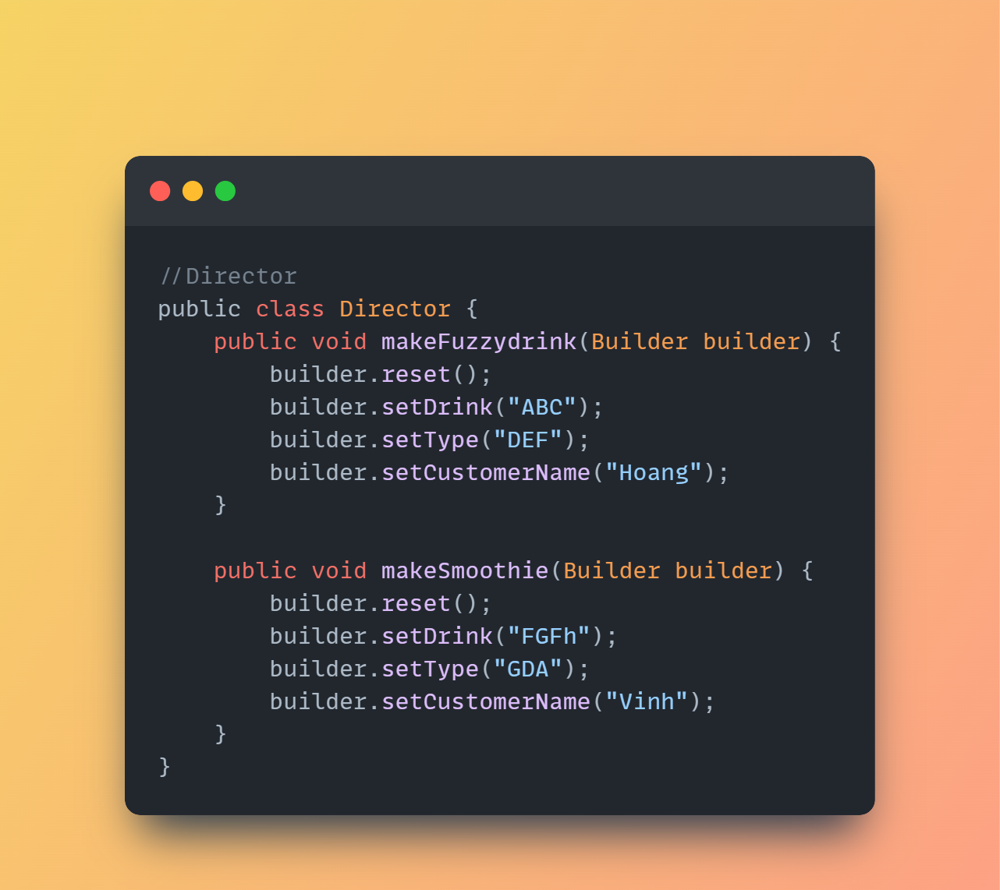 //Director
public class Director {
    public void makeFuzzydrink(Builder builder) {
        builder.reset();
        builder.setDrink("ABC");
        builder.setType("DEF");
        builder.setCustomerName("Hoang");
    }

    public void makeSmoothie(Builder builder) {
        builder.reset();
        builder.setDrink("FGFh");
        builder.setType("GDA");
        builder.setCustomerName("Vinh");
    }
}